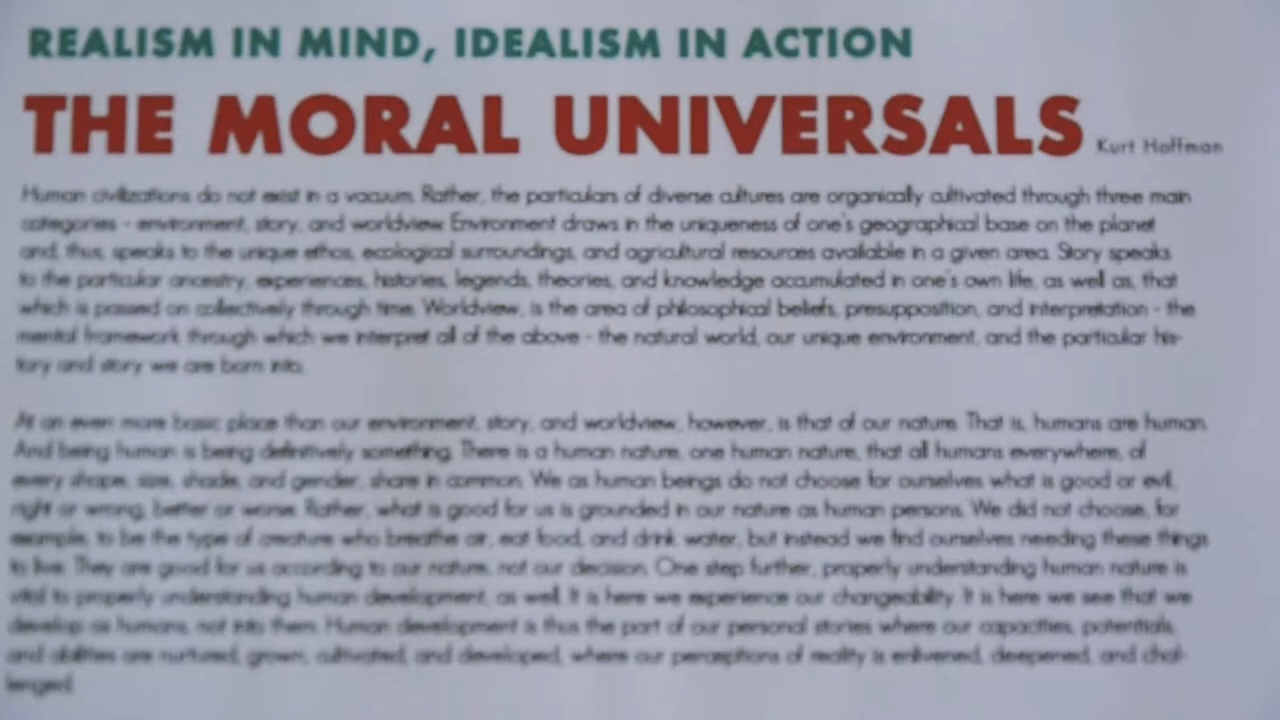 REALISM IN MIND, IDEALISM IN ACTION
THE MORAL UNIVERSALS Kurt Hoffman
Human civilizations do not exist in a vacuum. Rather, the particulars of diverse cultures are organically cultivated through three main
categories - environment, story, and worldview. Environment draws in the uniqueness of one's geographical base on the planet
and, thus, speaks to the unique ethos, ecological surroundings, and agricultural resources available in a given area. Story speaks
to the particular ancestry, experiences, histories, legends, theories, and knowledge accumulated in one's own life, as well as, that
which is passed on collectively through time. Worldview, is the area of philosophical beliefs, presupposition, and interpretation - the
mental framework through which we interpret all of the above - the natural world, our unique environment, and the particular his-
tory and story we are born into.
At an even more basic place than our environment, story, and worldview, however, is that of our nature. That is, humans are human.
And being human is being definitively something. There is a human nature, one human nature, that all humans everywhere, of
every shape, size, shade, and gender, share in common. We as human beings do not choose for ourselves what is good or evil,
right or wrong, better or worse. Rather, what is good for us is grounded in our nature as human persons. We did not choose, for
example, to be the type of creature who breathe air, eat food, and drink water, but instead we find ourselves needing these things
to live. They are good for us according to our nature, not our decision. One step further, properly understanding human nature is
vital to properly understanding human development, as well. It is here we experience our changeability. It is here we see that we
develop as humans, not into them. Human development is thus the part of our personal stories where our capacities, potentials,
and abilities are nurtured, grown, cultivated, and developed, where our perceptions of reality is enlivened, deepened, and chal-
lenged.